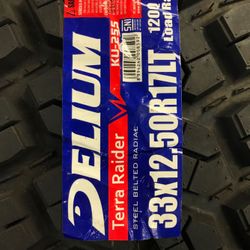 DELIUM
Terra Raider
KU-255
STEEL BELTED RADIAL
33X12.50R17LT
120Q
Load Ra